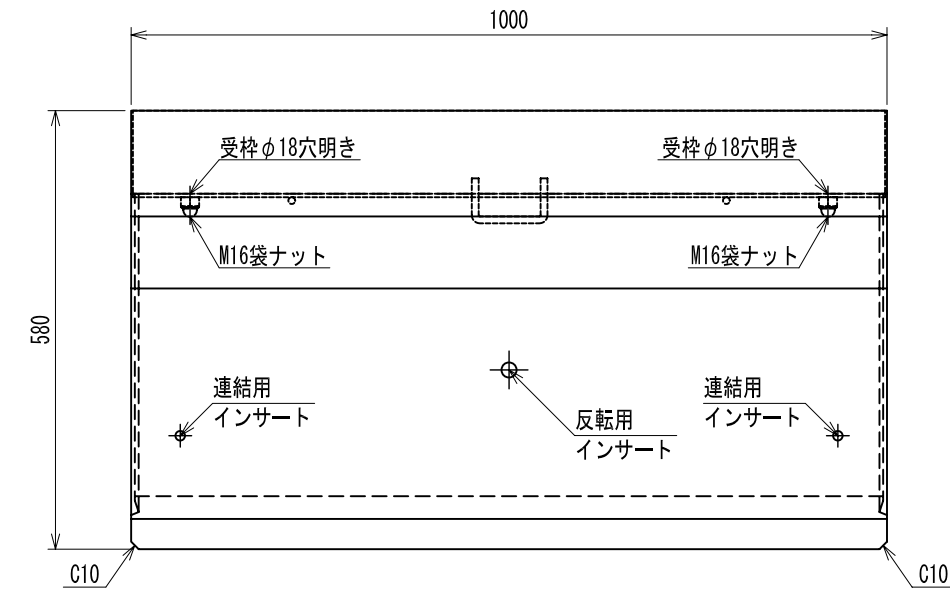 1000
受枠φ18穴明き
受枠φ18穴明き
M16袋ナット
M16袋ナット
580
連結用
インサート
反転用
インサート
連結用
インサート
C10
C10